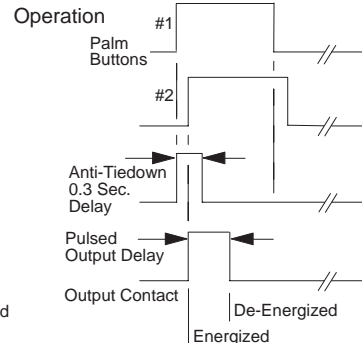 Operation
#1
Palm
Buttons
#2
Anti-Tiedown
0.3 Sec.
Delay
Pulsed
Output Delay
Output Contact
De-Energized
Energized